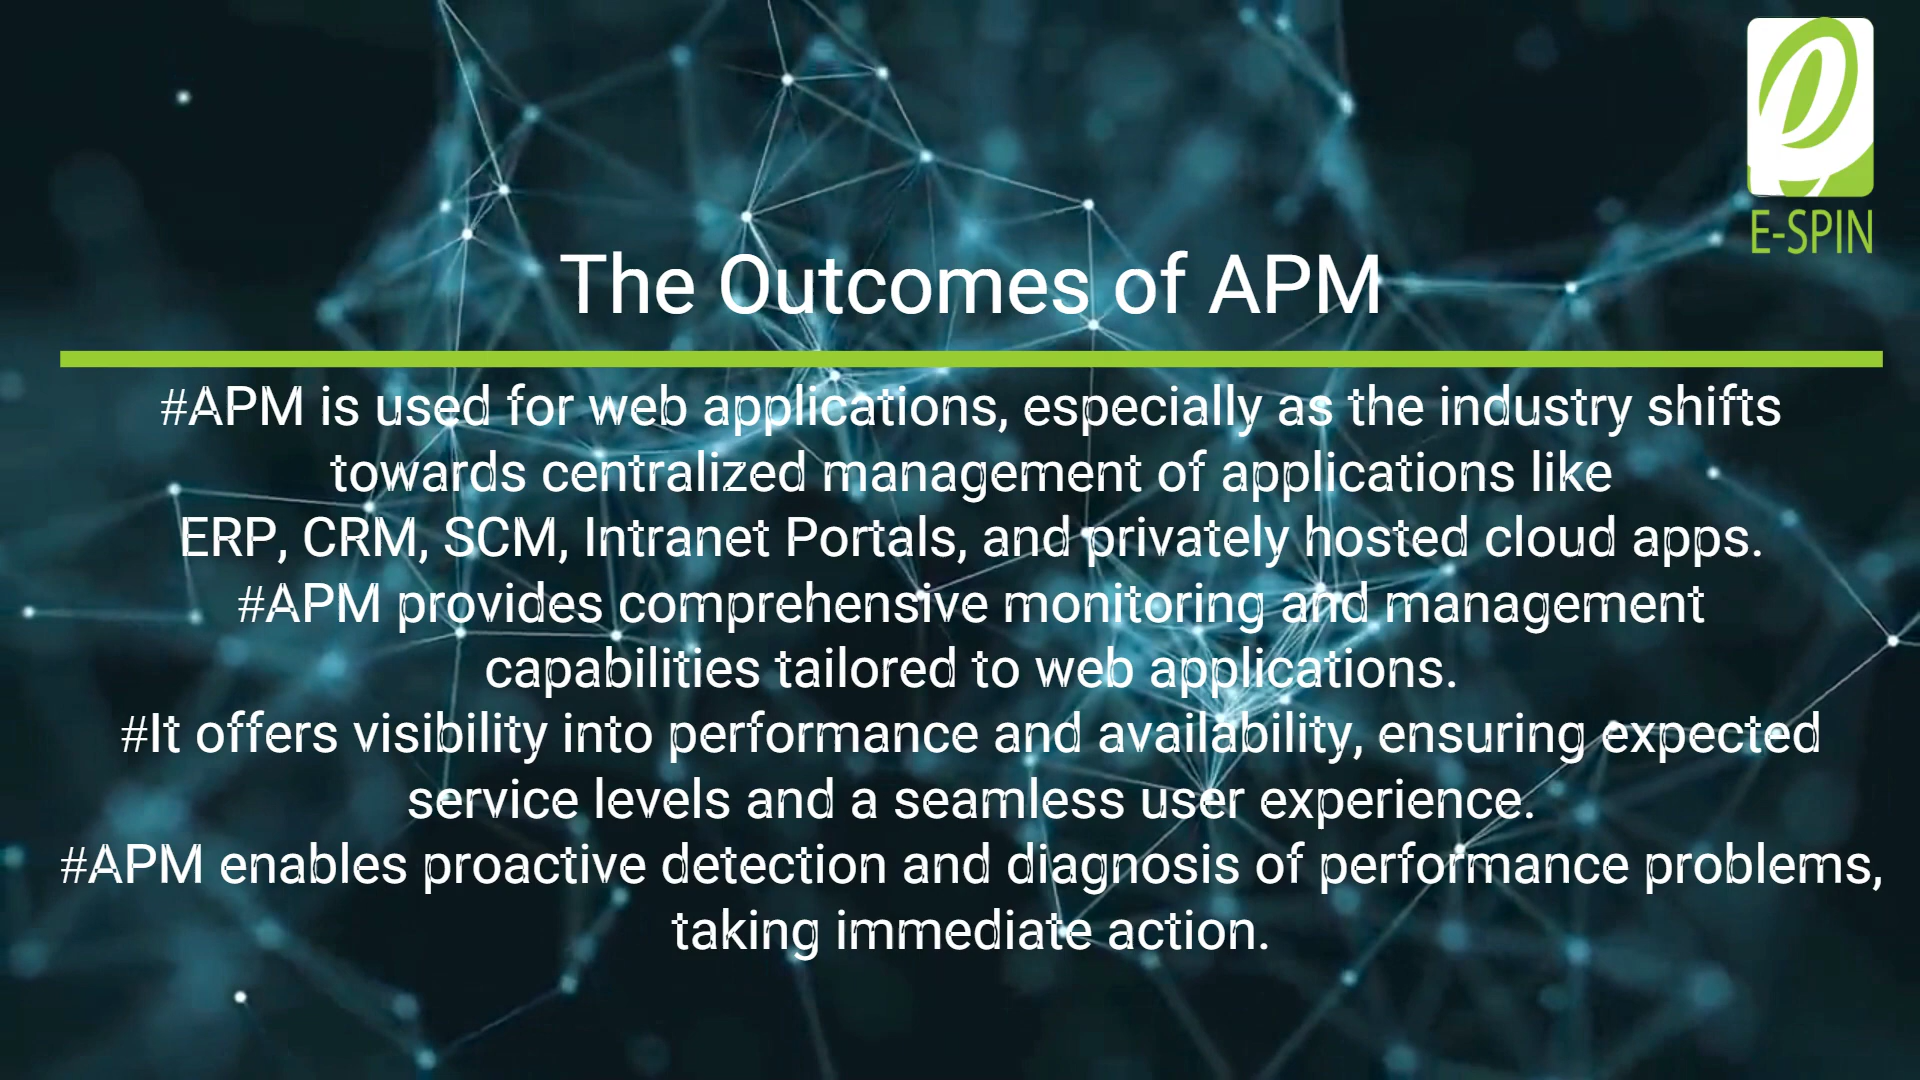 E-SPIN
The Outcomes of APM
#APM is used for web applications, especially as the industry shifts
towards centralized management of applications like
ERP, CRM, SCM, Intranet Portals, and privately hosted cloud apps.
#APM provides comprehensive monitoring and management
capabilities tailored to web applications.
#It offers visibility into performance and availability, ensuring expected
service levels and a seamless user experience.
#APM enables proactive detection and diagnosis of performance problems,
taking immediate action.